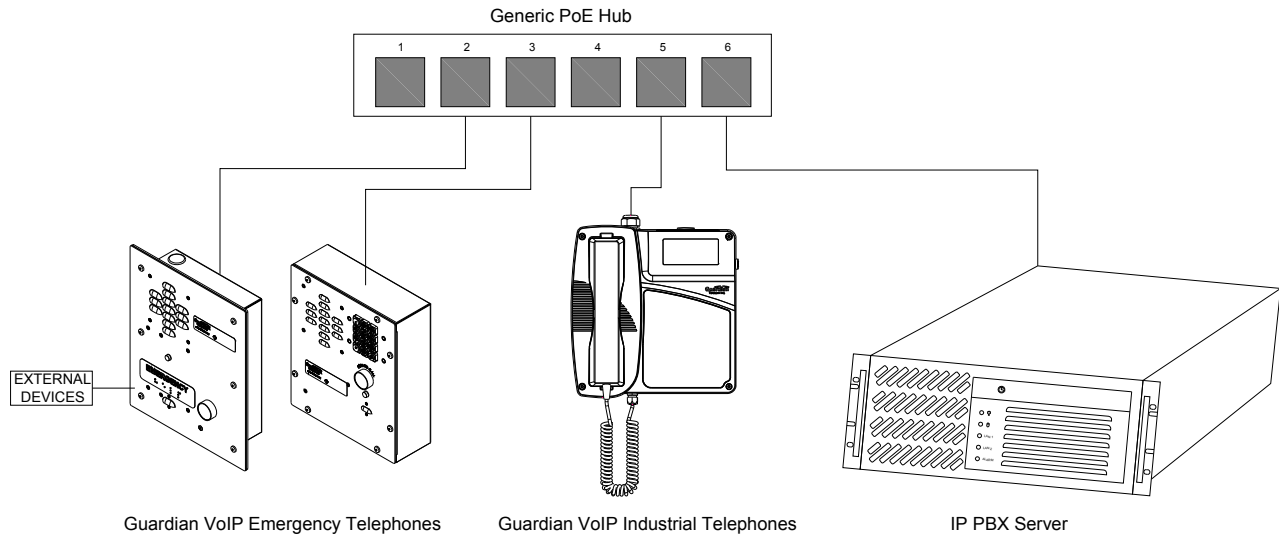 Generic PoE Hub
1 2 3 4 5 6
EXTERNAL
DEVICES
EMERGENCY
Guardian VoIP Emergency Telephones
Guardian VoIP Industrial Telephones
IP PBX Server